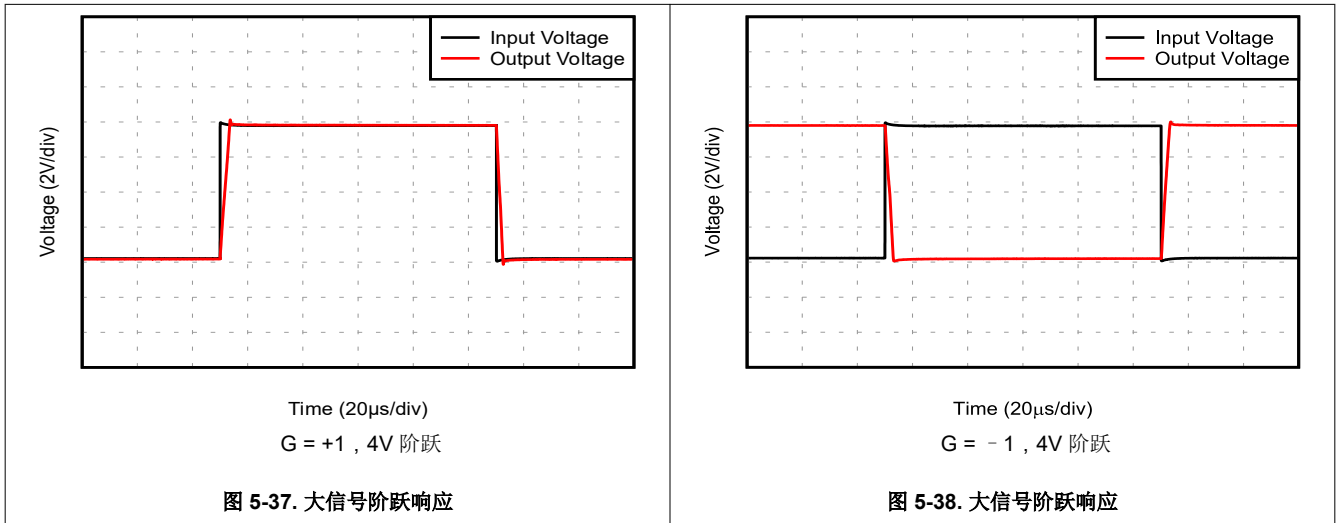 Input Voltage
Output Voltage
Voltage (2V/div)
Time (20µs/div)
G = +1，4V 阶跃
图 5-37. 大信号阶跃响应
Input Voltage
Output Voltage
Voltage (2V/div)
Time (20µs/div)
G = －1，4V 阶跃
图 5-38. 大信号阶跃响应